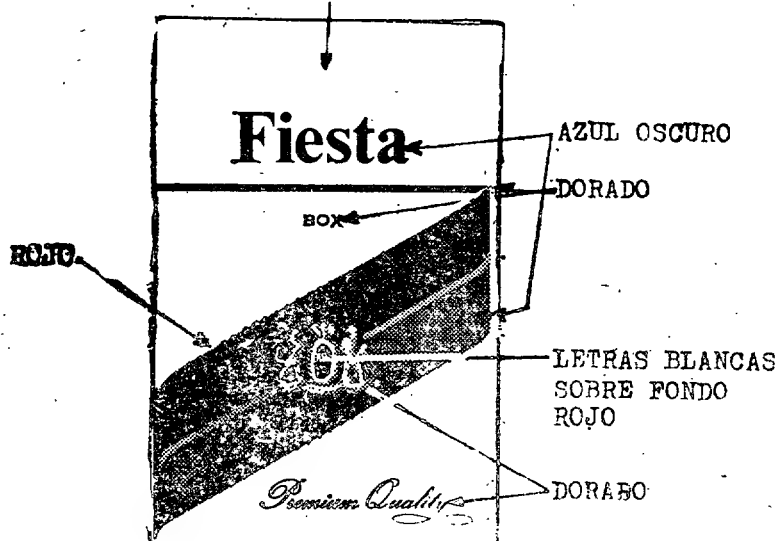 Fiesta
AZUL OSCURO
DORADO
BOX
ROJO
LETRAS BLANCAS
SOBRE FONDO
ROJO
Premium Quality
DORADO